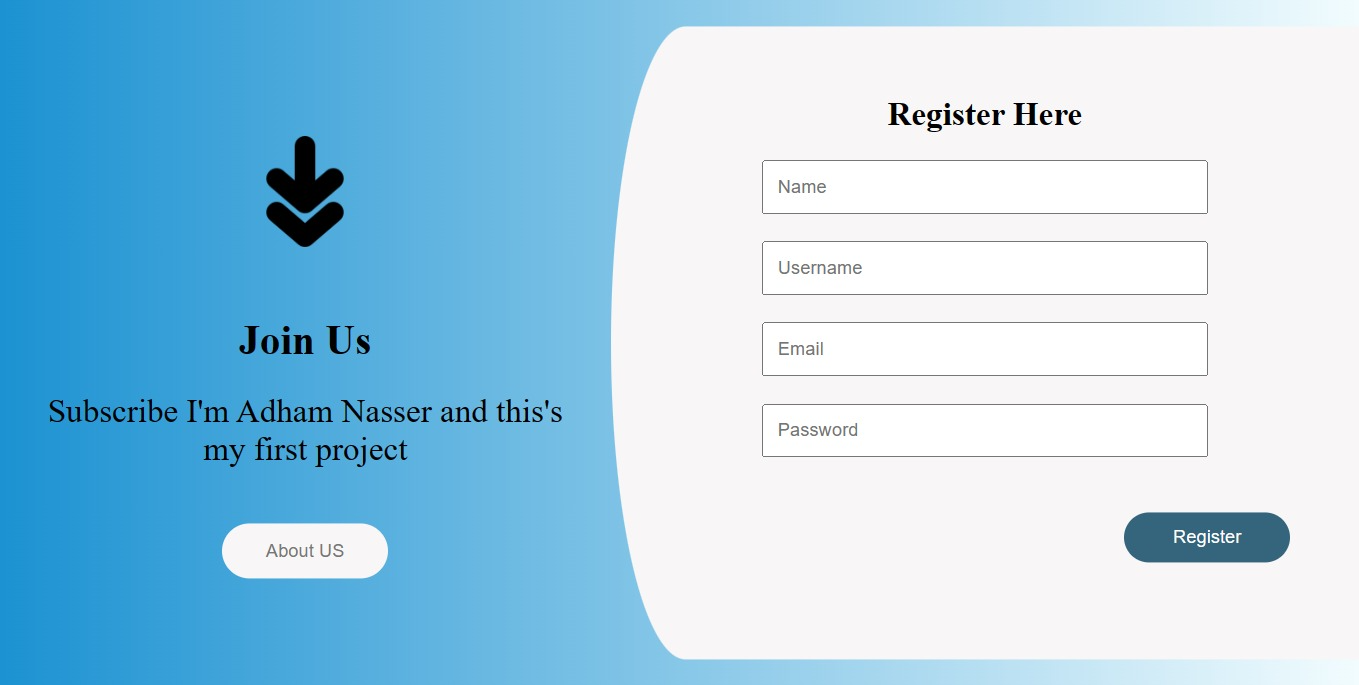 Join Us
Subscribe I'm Adham Nasser and this's
my first project
About US
Register Here
Name
Username
Email
Password
Register